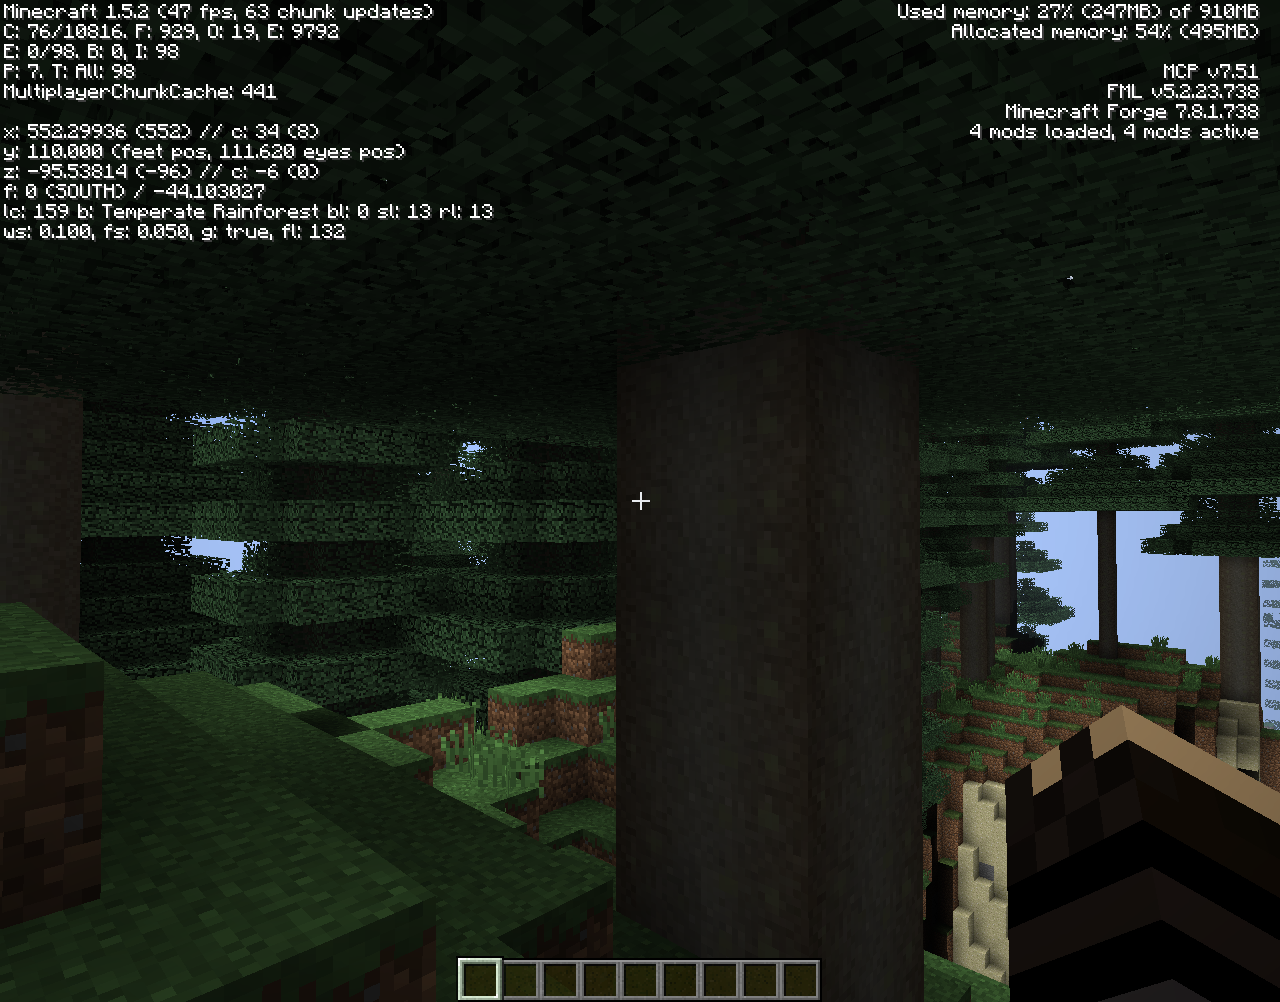 Minecraft 1.5.2 (47 fps, 63 chunk updates)
C: 76/10816. F: 929, O: 19, E: 9792
E: 0/98. B: 0, I: 98
P: 7. T: All: 98
MultiplayerChunkCache: 441
x: 552.29936 (552) // c: 34 (8)
y: 110.000 (feet pos, 111.620 eyes pos)
z: -95.53814 (-96) // c: -6 (0)
f: 0 (SOUTH) / -44.103027
lc: 159 b: Temperate Rainforest bl: 0 sl: 13 rl: 13
ws: 0.100, fs: 0.050, g: true, fl: 132
Used memory: 27% (247MB) of 910MB
Allocated memory: 54% (495MB)
MCP v7.51
FML v5.2.23.738
Minecraft Forge 7.8.1.738
4 mods loaded, 4 mods active